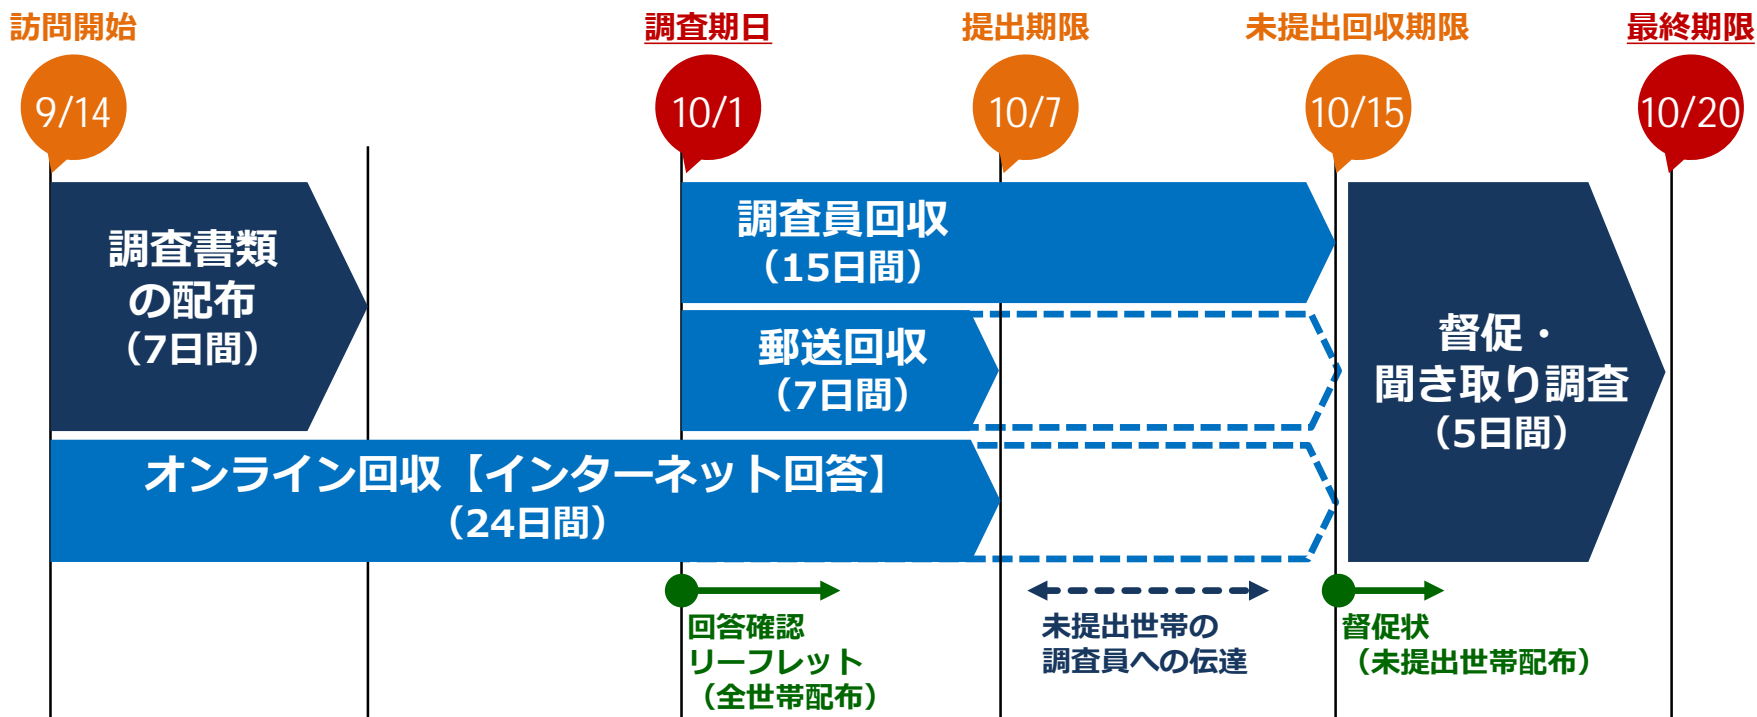 訪問開始
調査期日
提出期限
未提出回収期限
最終期限
9/14
10/1
10/7
10/15
10/20
調査書類
の配布
（7日間）
調査員回収
（15日間）
郵送回収
（7日間）
督促・
聞き取り調査
（5日間）
オンライン回収【インターネット回答】
（24日間）
回答確認
リーフレット
（全世帯配布）
未提出世帯の
調査員への伝達
督促状
（未提出世帯配布）